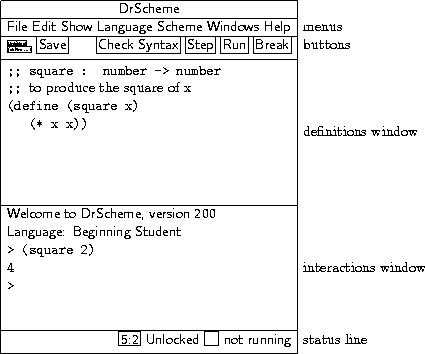 DrScheme
File Edit Show Language Scheme Windows Help
menus
Save Check Syntax Step Run Break
buttons
;; square : number -> number
;; to produce the square of x
(define (square x)
(* x x))
definitions window
Welcome to DrScheme, version 200
Language: Beginning Student
> (square 2)
4
>
interactions window
5:2 Unlocked not running
status line